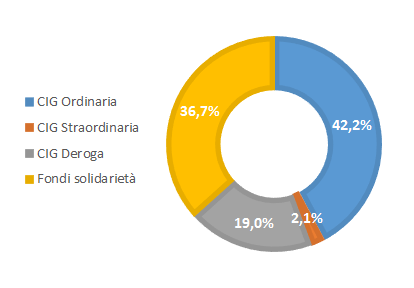 CIG Ordinaria
CIG Straordinaria
CIG Deroga
Fondi solidarietà
36,7%
42,2%
19,0%
2,1%